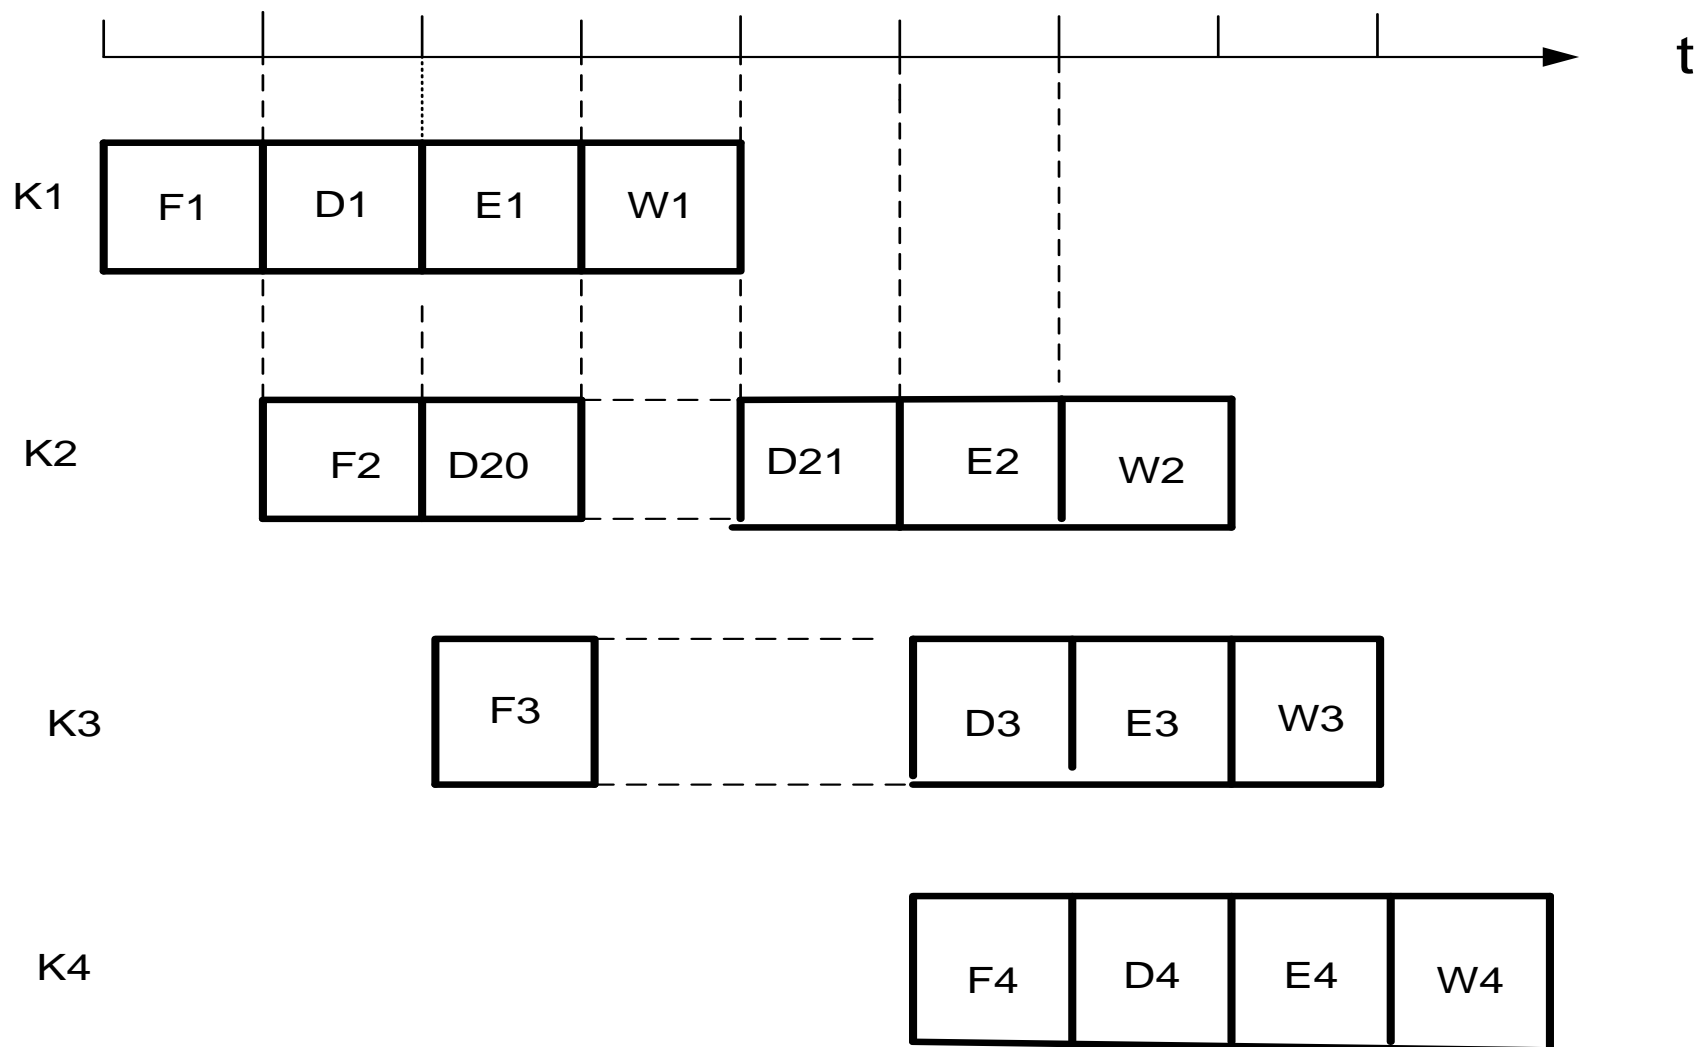 t
K1 F1 D1 E1 W1
K2 F2 D20 D21 E2 W2
K3 F3 D3 E3 W3
K4 F4 D4 E4 W4